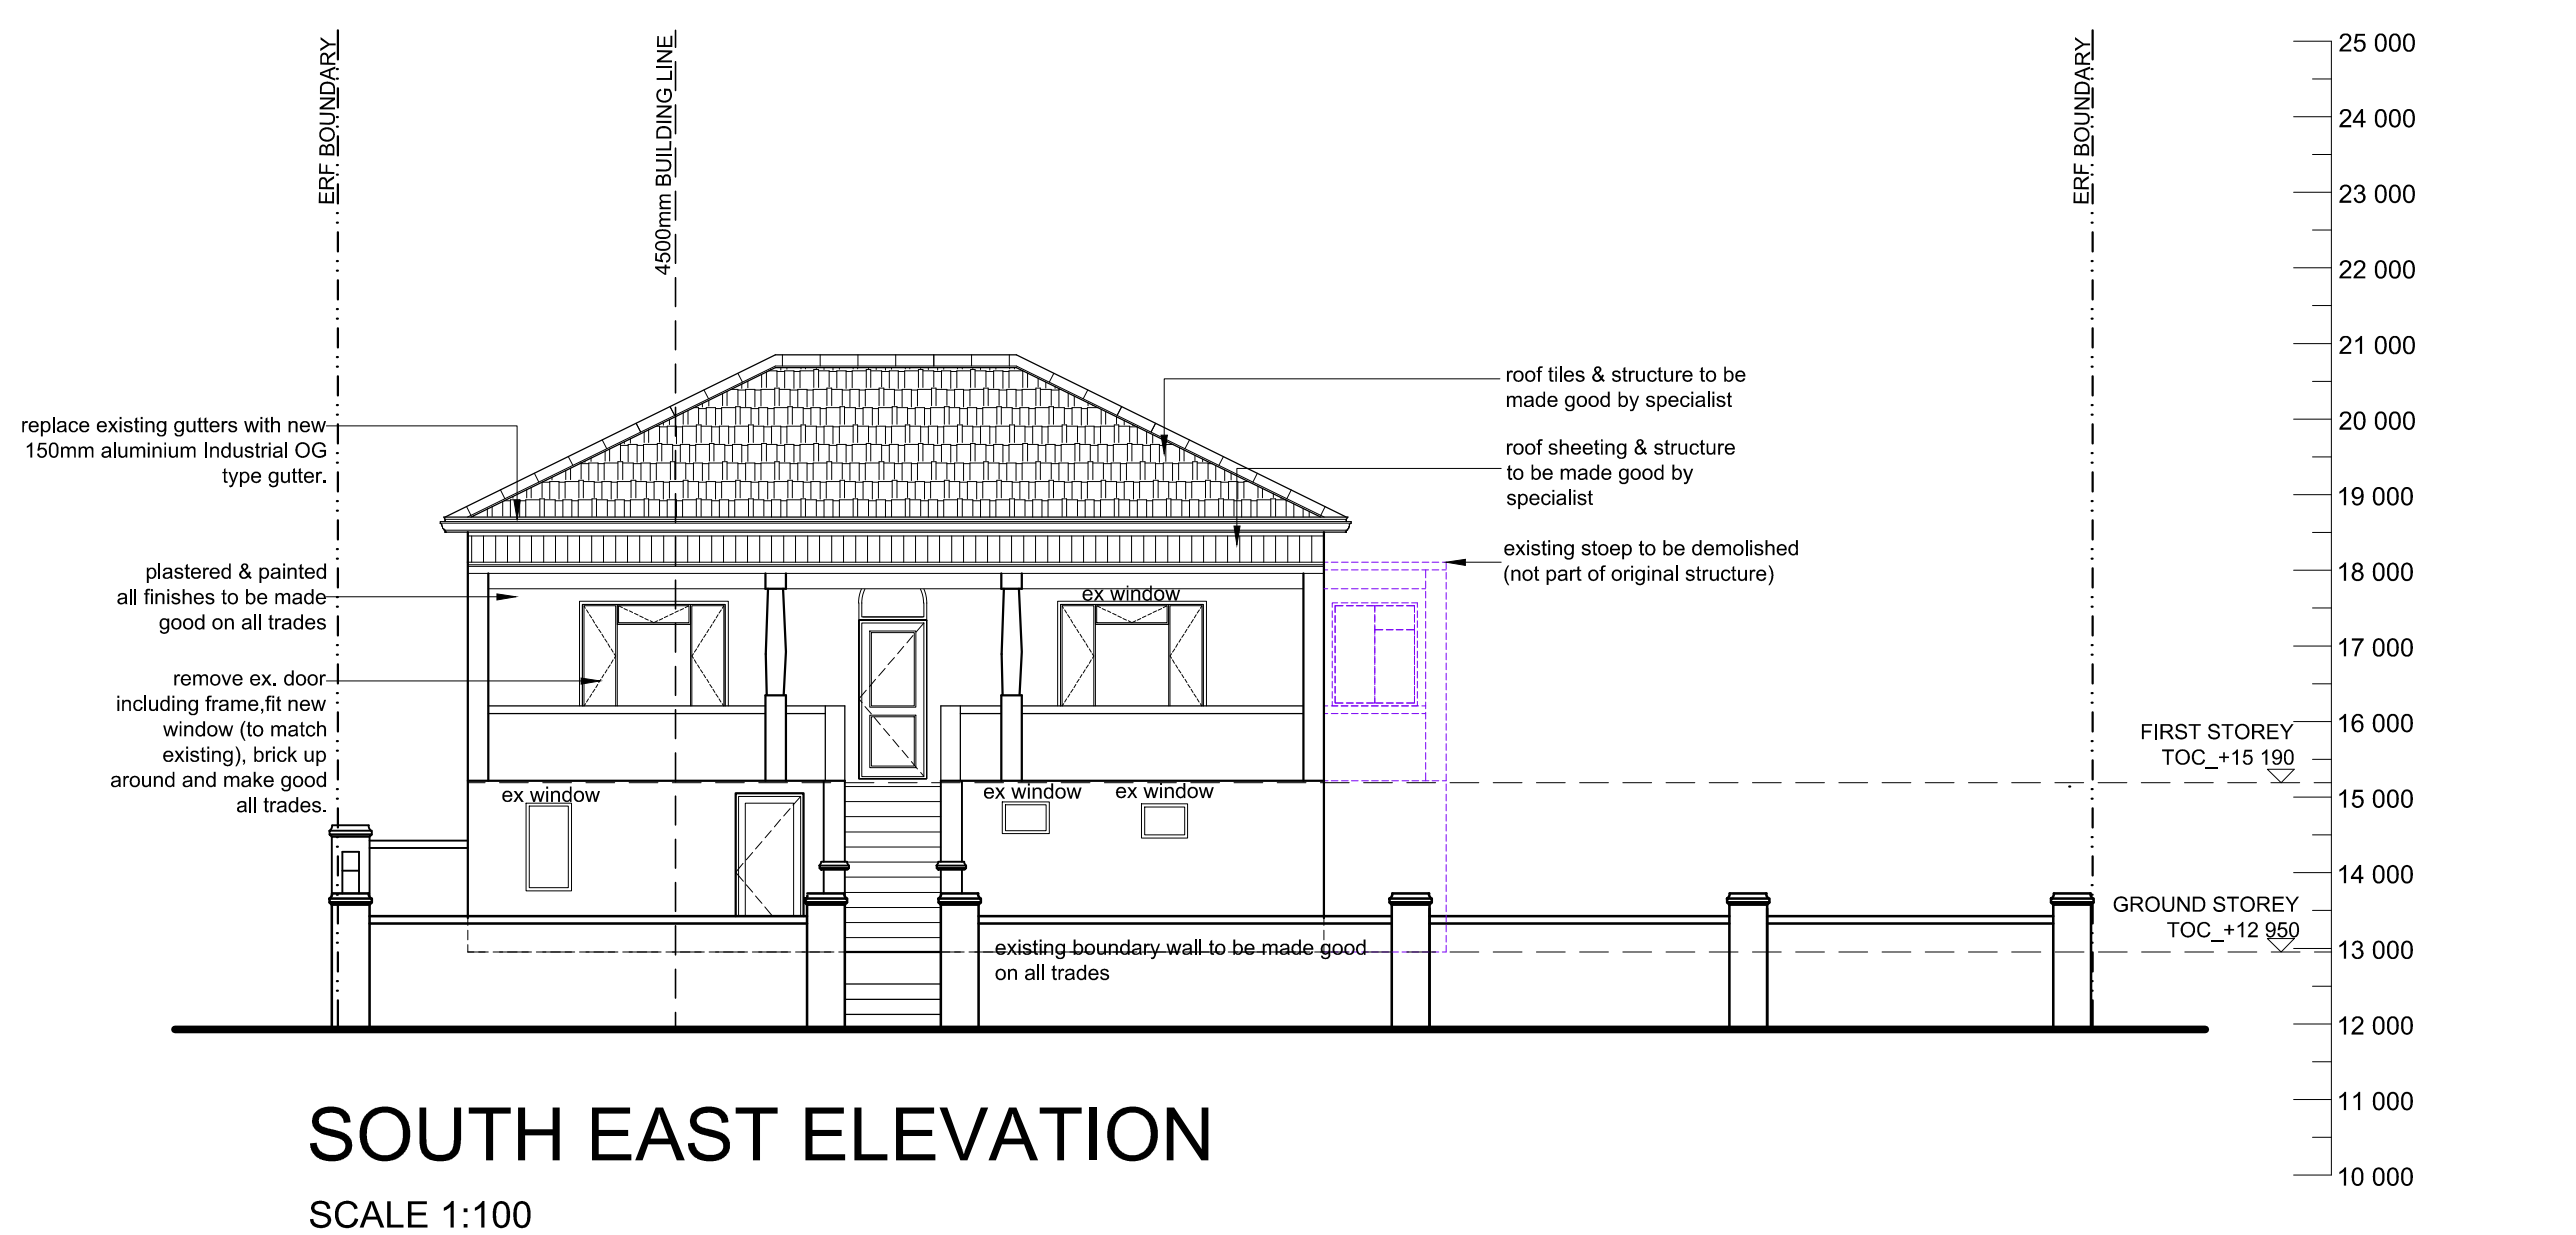 ERF BOUNDARY
4500mm BUILDING LINE
ERF BOUNDARY
replace existing gutters with new
150mm aluminium Industrial OG
type gutter.
plastered & painted
all finishes to be made
good on all trades
remove ex. door
including frame,fit new
window (to match
existing), brick up
around and make good
all trades.
roof tiles & structure to be
made good by specialist
roof sheeting & structure
to be made good by
specialist
existing stoep to be demolished
(not part of original structure)
ex window
ex window
ex window
ex window
existing boundary wall to be made good
on all trades
FIRST STOREY
TOC_+15 190
GROUND STOREY
TOC_+12 950
25 000
24 000
23 000
22 000
21 000
20 000
19 000
18 000
17 000
16 000
15 000
14 000
13 000
12 000
11 000
10 000
SOUTH EAST ELEVATION
SCALE 1:100